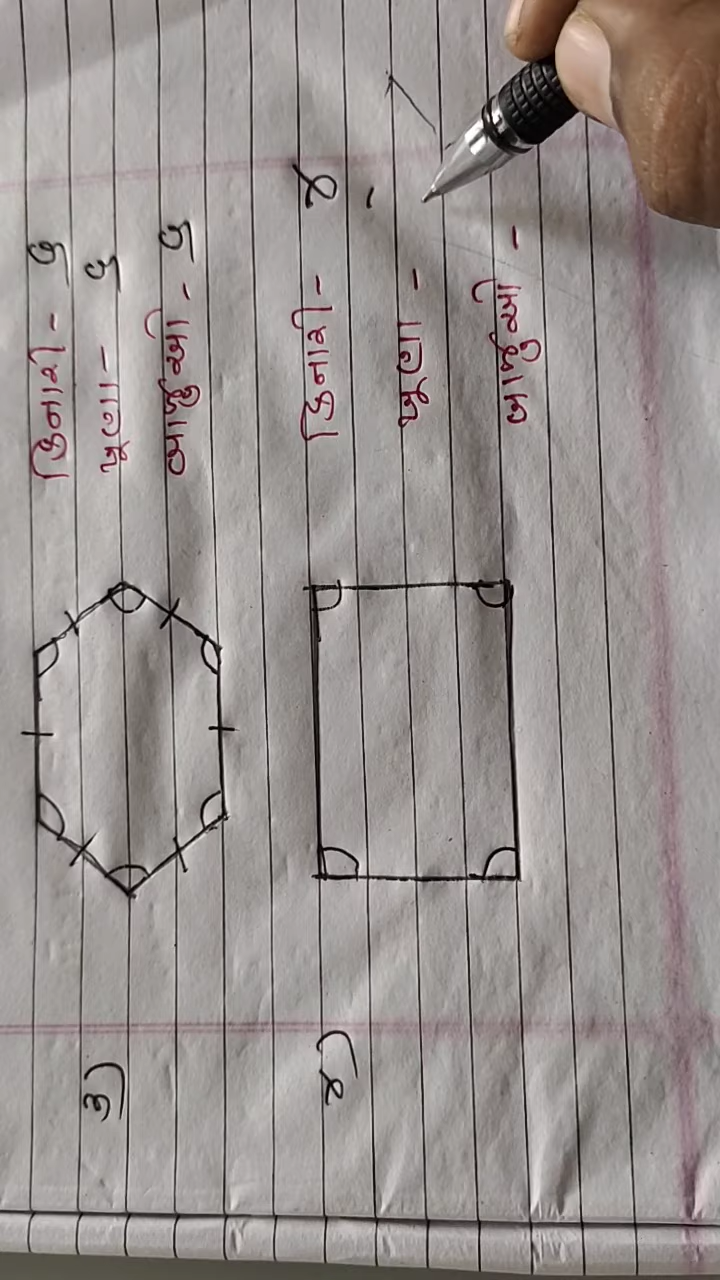 ૩)
કિનારી - ૬
ખૂણા - ૬
બાજુઓ - ૬
૪)
કિનારી - ૪
ખૂણા -
બાજુઓ -